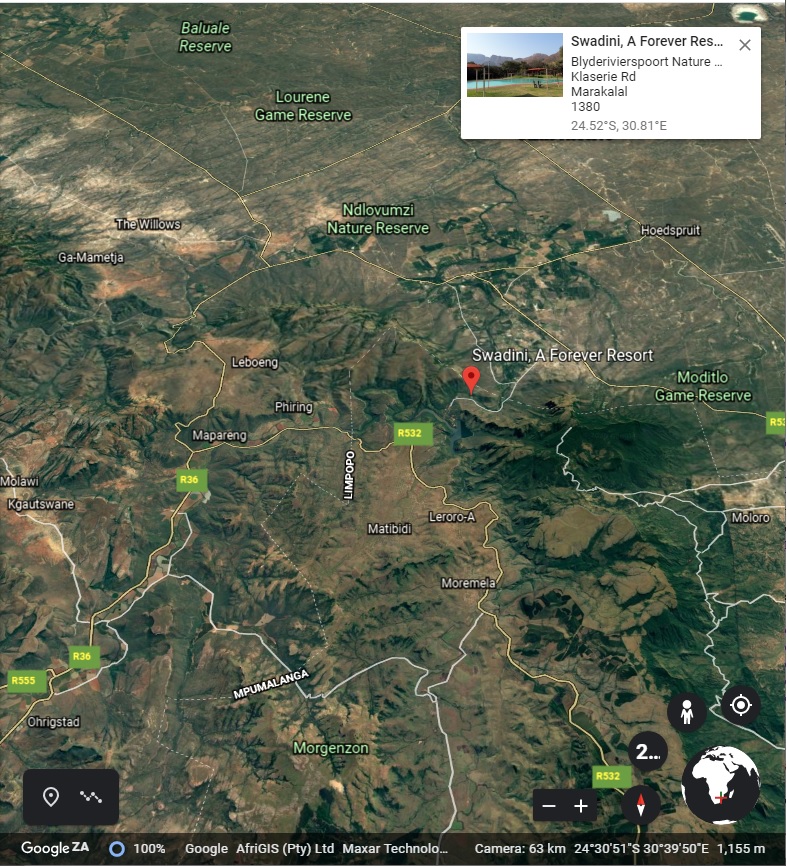 Baluale
Reserve
Swadini, A Forever Res...
Blyderivierspoort Nature ...
Klaserie Rd
Marakalal
1380
24.52°S, 30.81°E
Lourene
Game Reserve
The Willows
Ndlovumzi
Nature Reserve
Hoedspruit
Ga-Mametja
Swadini, A Forever Resort
Leboeng
Moditlo
Game Reserve
Phiring
R532
R53
Mapareng
LIMPOPO
R36
Molawi
Kgautswane
Leroro-A
Moloro
Matibidi
Moremela
R36
R555
MPUMALANGA
Ohrigstad
Morgenzon
2...
R532
Google ZA
100%
Google AfriGIS (Pty) Ltd Maxar Technolo...
Camera: 63 km 24°30'51"S 30°39'50"E 1,155 m